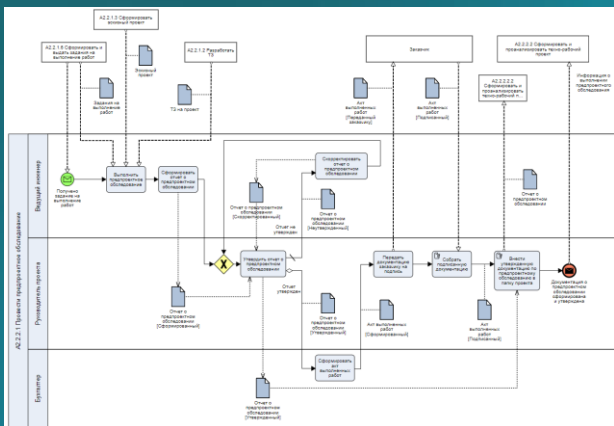 А2.2.1.3 Сформировать
эскизный проект
А2.2.1.6 Сформировать и
выдать задания на
выполнение работ
А2.2.1.2 Разработать
ТЗ
Заказчик
А2.2.2.2 Сформировать и
проанализировать техно-рабочий
проект
Эскизный
проект
Задания на
выполнение
работ
ТЗ на проект
Акт
выполненных
работ
[Переданный
заказчику]
Акт
выполненных
работ
[Подписанный]
А2.2.2.2.2
Сформировать и
проанализировать
техно-рабочий п...
Информация о
выполнении
предпроектного
обследования
А2.2.2.1 Провести предпроектное обследование
Ведущий инженер
Получено
задание на
выполнение
работ
Выполнить
предпроектное
обследование
Сформировать
отчет о
предпроектном
обследовании
Скорректировать
отчет о
предпроектном
обследовании
Отчет о
предпроектном
обследовании
[Скорректированный]
Отчет о
предпроектном
обследовании
[Неутвержденный]
Отчет не
утвержден
Отчет о
предпроектном
обследовании
Руководитель проекта
Утвердить отчет о
предпроектном
обследовании
Передать
документацию
заказчику на
подпись
Собрать
подписанную
документацию
Внести
утвержденную
документацию по
предпроектному
обследованию в
папку проекта
Документация о
предпроектном
обследовании
сформирована
и утверждена
Отчет
утвержден
Отчет о
предпроектном
обследовании
[Сформированный]
Отчет о
предпроектном
обследовании
[Утвержденный]
Акт выполненных
работ
[Сформированный]
Акт
выполненных
работ
[Подписанный]
Бухгалтер
Сформировать
акт
выполненных
работ
Отчет о
предпроектном
обследовании
[Утвержденный]